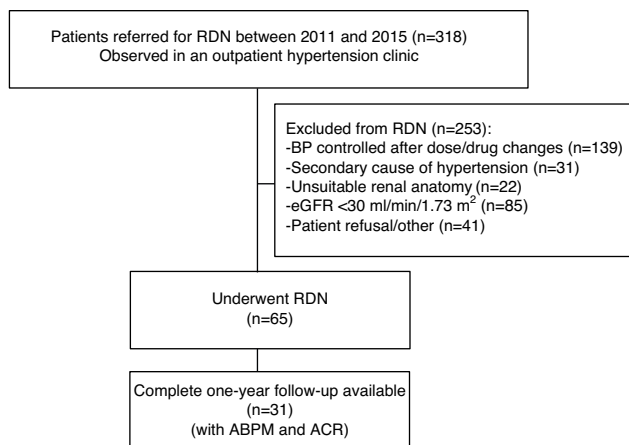 Patients referred for RDN between 2011 and 2015 (n=318)
Observed in an outpatient hypertension clinic
Excluded from RDN (n=253):
-BP controlled after dose/drug changes (n=139)
-Secondary cause of hypertension (n=31)
-Unsuitable renal anatomy (n=22)
-eGFR <30 ml/min/1.73 m² (n=85)
-Patient refusal/other (n=41)
Underwent RDN
(n=65)
Complete one-year follow-up available
(n=31)
(with ABPM and ACR)